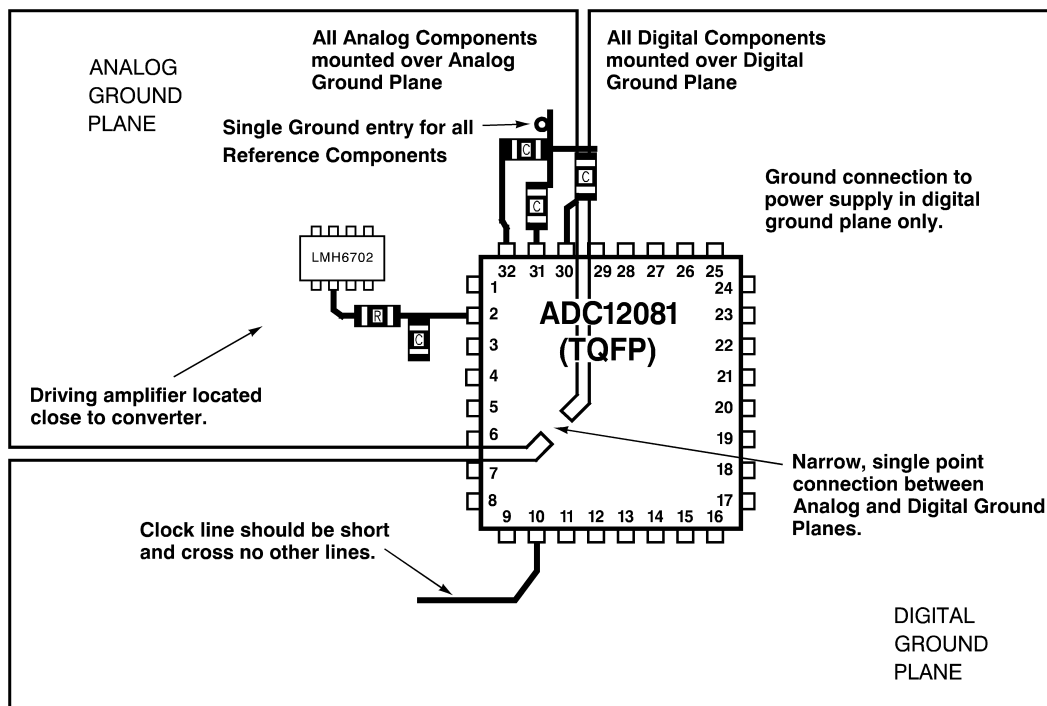 All Analog Components
mounted over Analog
Ground Plane
All Digital Components
mounted over Digital
Ground Plane
ANALOG
GROUND
PLANE
Single Ground entry for all
Reference Components
C
C
C
Ground connection to
power supply in digital
ground plane only.
LMH6702
R
C
32 31 30 29 28 27 26 25
1
2
3
4
5
6
7
8
24
23
22
21
20
19
18
17
ADC12081
(TQFP)
9 10 11 12 13 14 15 16
Driving amplifier located
close to converter.
Narrow, single point
connection between
Analog and Digital Ground
Planes.
Clock line should be short
and cross no other lines.
DIGITAL
GROUND
PLANE